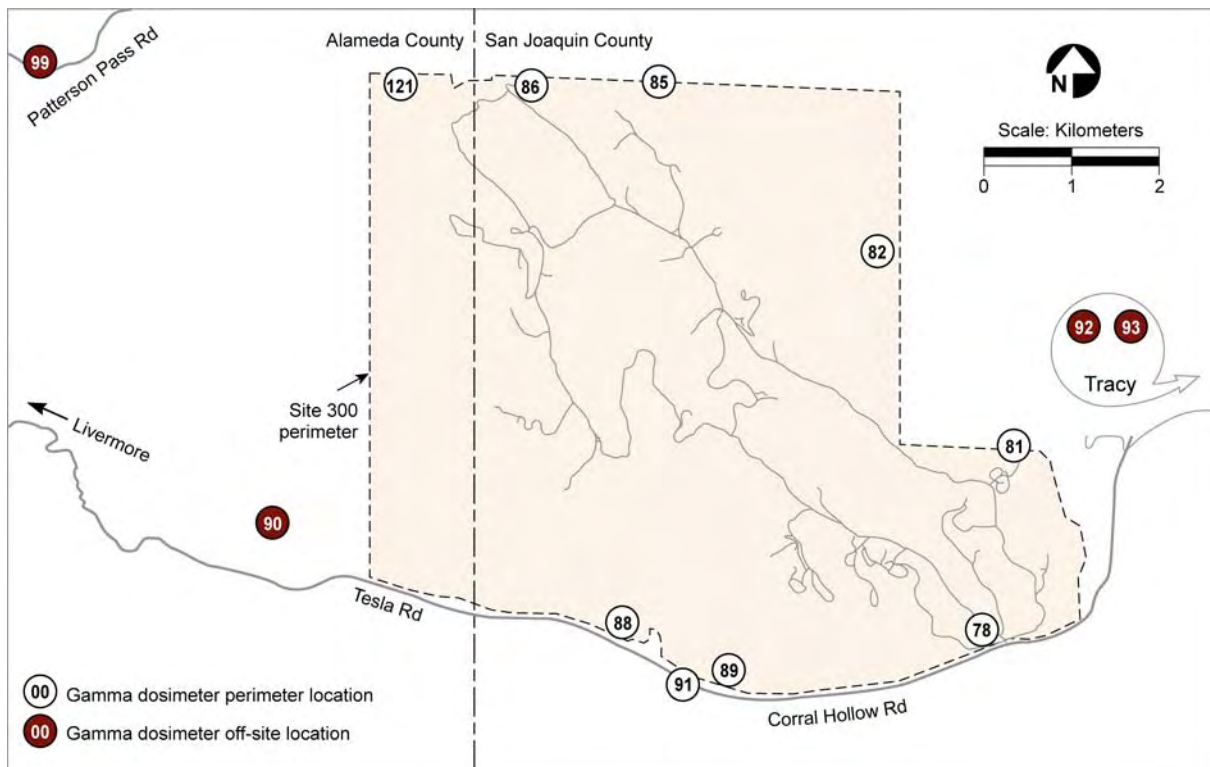 Alameda County
San Joaquin County
99
Patterson Pass Rd
121
86
85
N
Scale: Kilometers
0 1 2
82
92
93
Tracy
Site 300
perimeter
Livermore
81
90
Tesla Rd
88
78
89
91
Corral Hollow Rd
00 Gamma dosimeter perimeter location
00 Gamma dosimeter off-site location